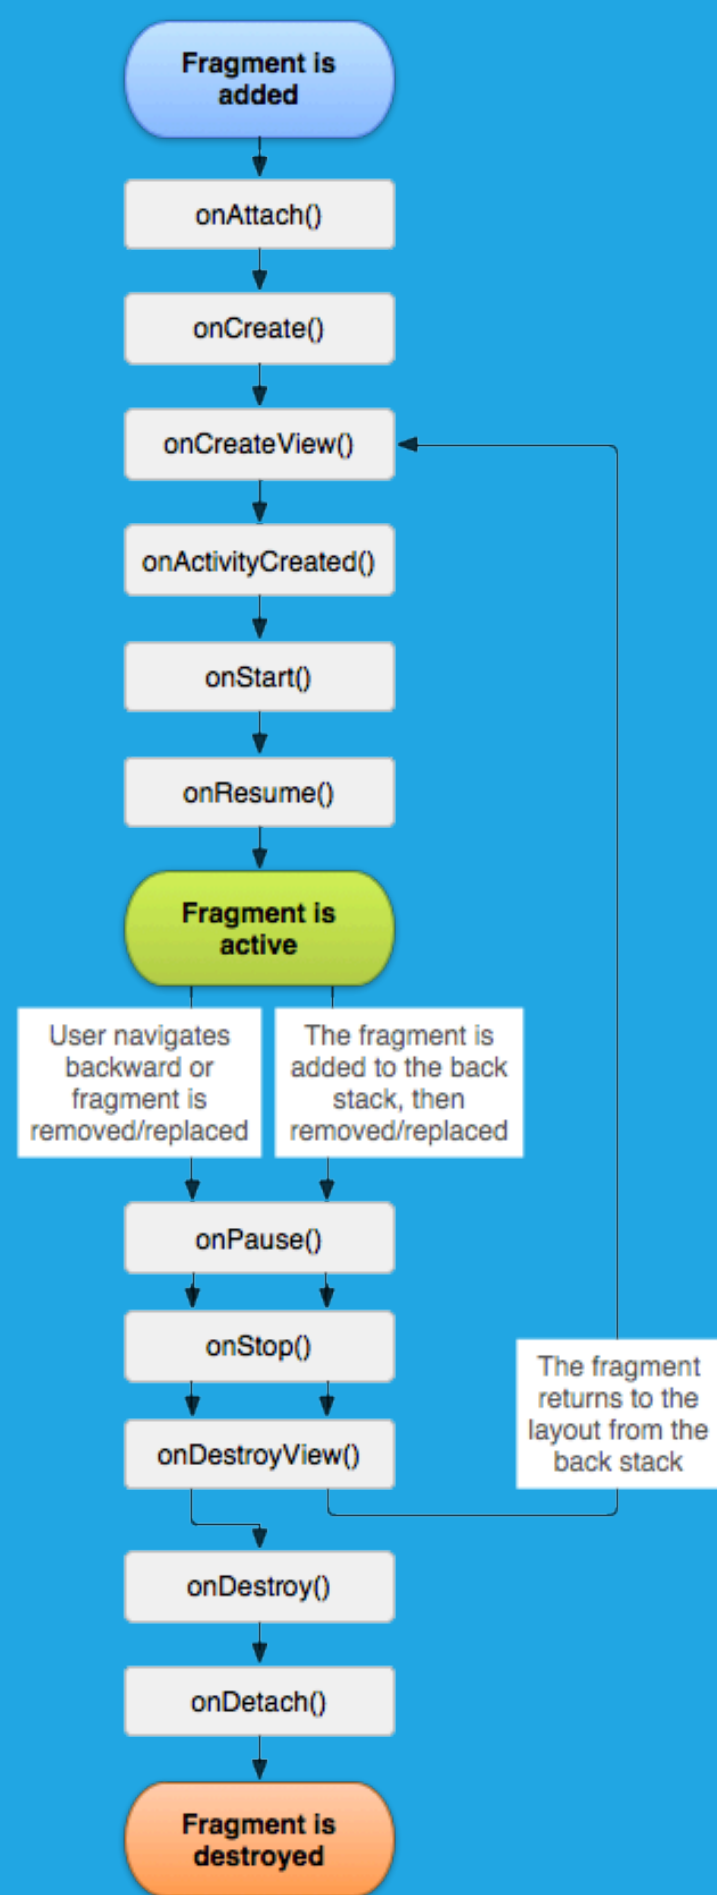 Fragment is
added
onAttach()
onCreate()
onCreateView()
onActivityCreated()
onStart()
onResume()
Fragment is
active
User navigates
backward or
fragment is
removed/replaced
The fragment is
added to the back
stack, then
removed/replaced
onPause()
onStop()
onDestroyView()
The fragment
returns to the
layout from the
back stack
onDestroy()
onDetach()
Fragment is
destroyed